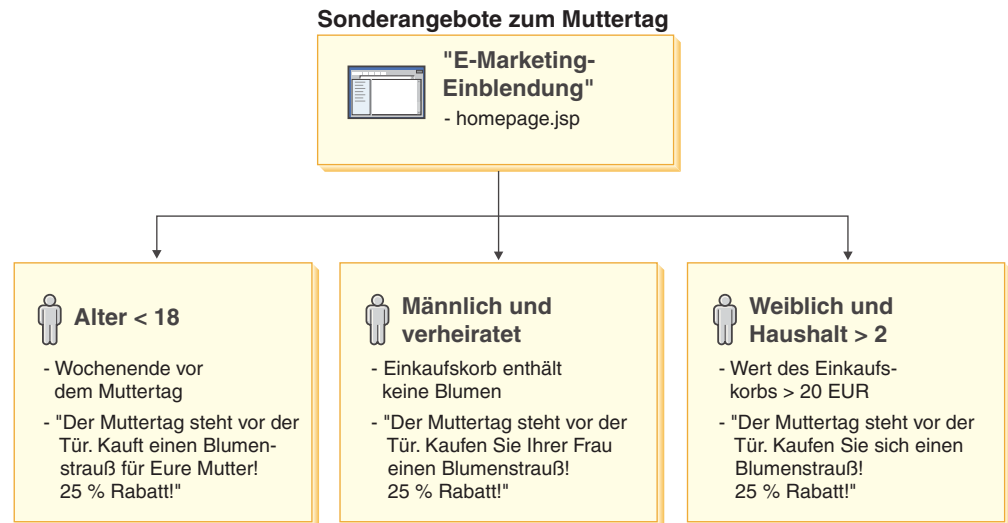 Sonderangebote zum Muttertag
"E-Marketing-
Einblendung"
- homepage.jsp
Alter < 18
- Wochenende vor
dem Muttertag
- "Der Muttertag steht vor der
Tür. Kauft einen Blumen-
strauß für Eure Mutter!
25 % Rabatt!"
Männlich und
verheiratet
- Einkaufskorb enthält
keine Blumen
- "Der Muttertag steht vor der
Tür. Kaufen Sie Ihrer Frau
einen Blumenstrauß!
25 % Rabatt!"
Weiblich und
Haushalt > 2
- Wert des Einkaufs-
korbs > 20 EUR
- "Der Muttertag steht vor der
Tür. Kaufen Sie sich einen
Blumenstrauß!
25 % Rabatt!"